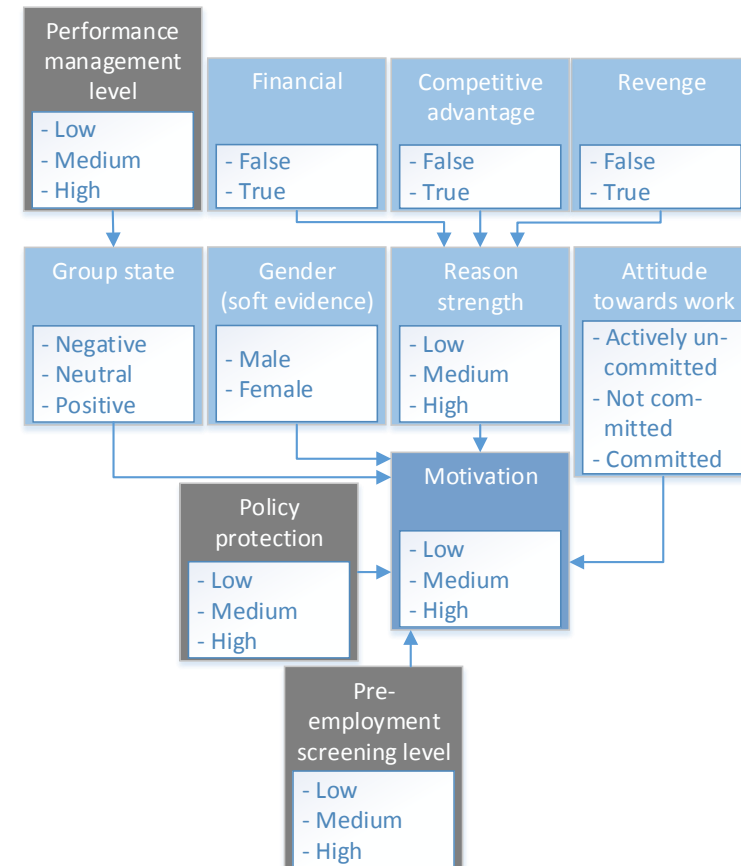 Performance
management
level
- Low
- Medium
- High
Financial
- False
- True
Competitive
advantage
- False
- True
Revenge
- False
- True
Group state
- Negative
- Neutral
- Positive
Gender
(soft evidence)
- Male
- Female
Reason
strength
- Low
- Medium
- High
Attitude
towards work
- Actively un-
committed
- Not com-
mitted
- Committed
Motivation
- Low
- Medium
- High
Policy
protection
- Low
- Medium
- High
Pre-
employment
screening level
- Low
- Medium
- High